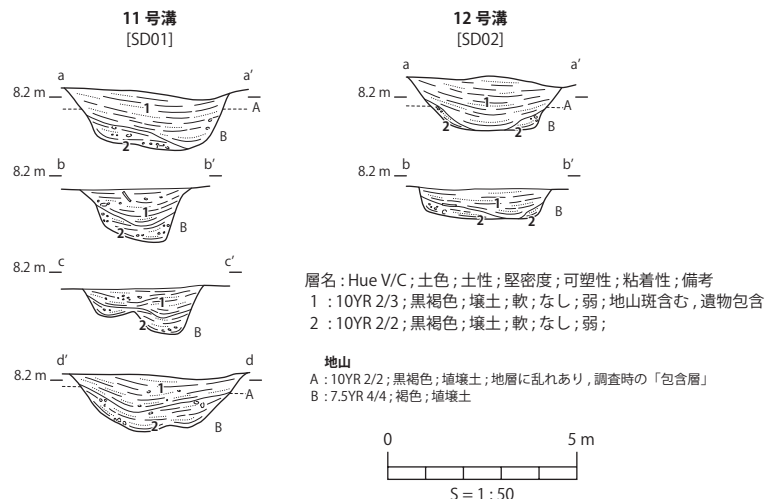 11 号溝
[SD01]
a a′
8.2 m
1
A
B
2
b b′
8.2 m
1
2
B
c c′
8.2 m
1
2
B
d′ d
8.2 m
1
A
2
B
12 号溝
[SD02]
a a′
8.2 m
1
A
2 2
B
b b′
8.2 m
1
2 2
B
層名 : Hue V/C ; 土色 ; 土性 ; 堅密度 ; 可塑性 ; 粘着性 ; 備考
1 : 10YR 2/3 ; 黒褐色 ; 壌土 ; 軟 ; なし ; 弱 ; 地山斑含む , 遺物包含
2 : 10YR 2/2 ; 黒褐色 ; 壌土 ; 軟 ; なし ; 弱 ;
地山
A : 10YR 2/2 ; 黒褐色 ; 埴壌土 ; 地層に乱れあり , 調査時の「包含層」
B : 7.5YR 4/4 ; 褐色 ; 埴壌土
0 5 m
S = 1 : 50